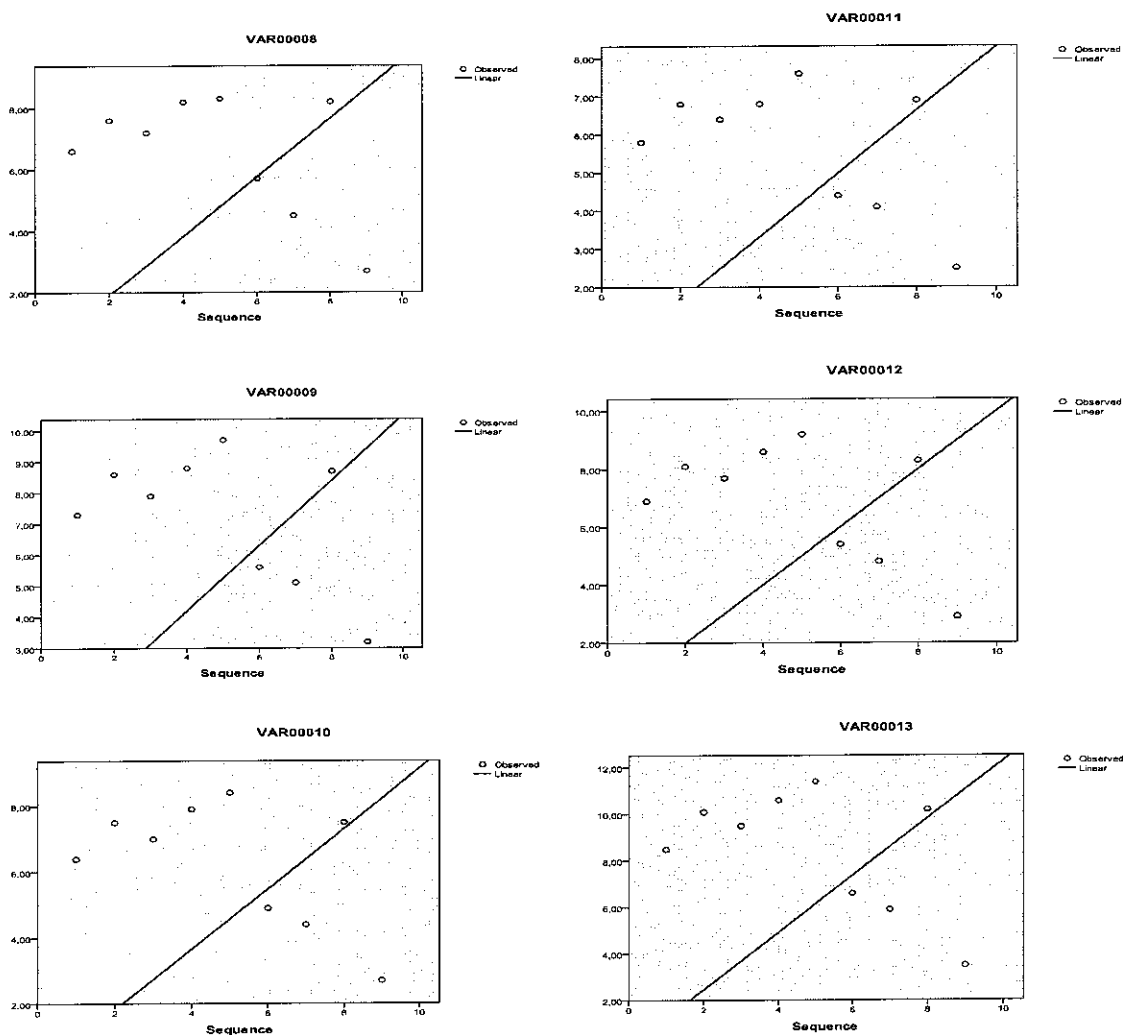 VAR00008
Observed
Linear
8,00
6,00
4,00
2,00
0 2 4 6 8 10
Sequence
VAR00011
Observed
Linear
8,00
7,00
6,00
5,00
4,00
3,00
2,00
0 2 4 6 8 10
Sequence
VAR00009
Observed
Linear
10,00
9,00
8,00
7,00
6,00
5,00
4,00
3,00
0 2 4 6 8 10
Sequence
VAR00012
Observed
Linear
10,00
8,00
6,00
4,00
2,00
0 2 4 6 8 10
Sequence
VAR00010
Observed
Linear
8,00
6,00
4,00
2,00
0 2 4 6 8 10
Sequence
VAR00013
Observed
Linear
12,00
10,00
8,00
6,00
4,00
2,00
0 2 4 6 8 10
Sequence